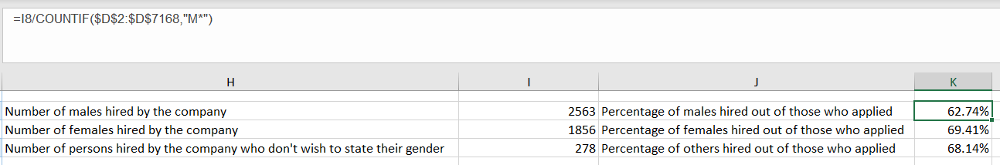 =I8/COUNTIF($D$2:$D$7168,"M*")
H I J K
Number of males hired by the company 2563 Percentage of males hired out of those who applied 62.74%
Number of females hired by the company 1856 Percentage of females hired out of those who applied 69.41%
Number of persons hired by the company who don't wish to state their gender 278 Percentage of others hired out of those who applied 68.14%